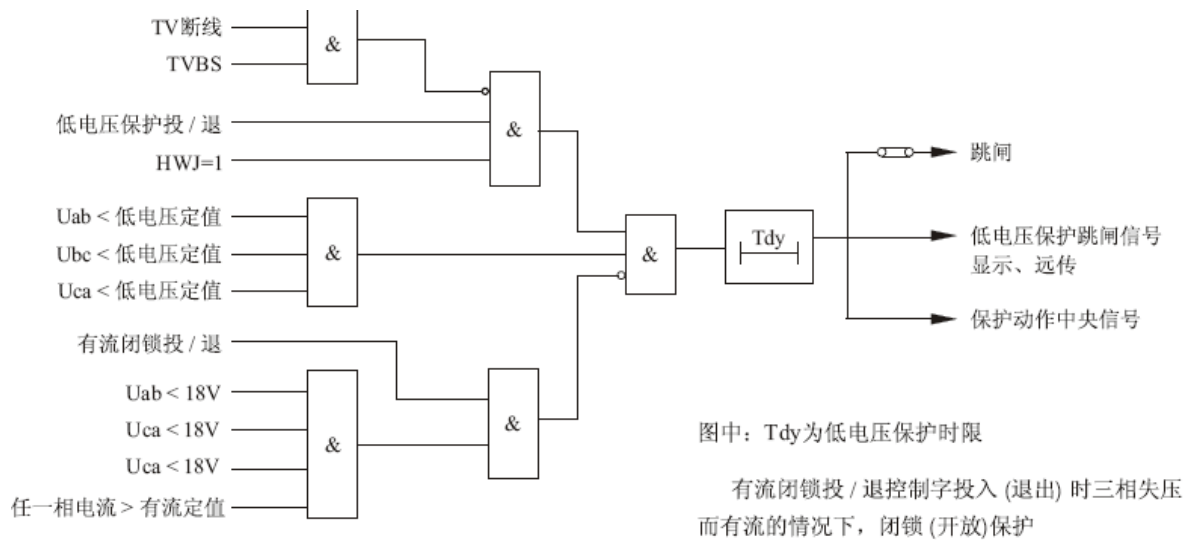 TV断线
&
TVBS
低电压保护投 / 退
&
HWJ=1
跳闸
Uab < 低电压定值
Ubc < 低电压定值
&
Uca < 低电压定值
&
Tdy
低电压保护跳闸信号
显示、远传
保护动作中央信号
有流闭锁投 / 退
Uab < 18V
Uca < 18V
Uca < 18V
&
任一相电流 > 有流定值
&
图中：Tdy为低电压保护时限
有流闭锁投 / 退控制字投入 (退出) 时三相失压
而有流的情况下，闭锁 (开放)保护